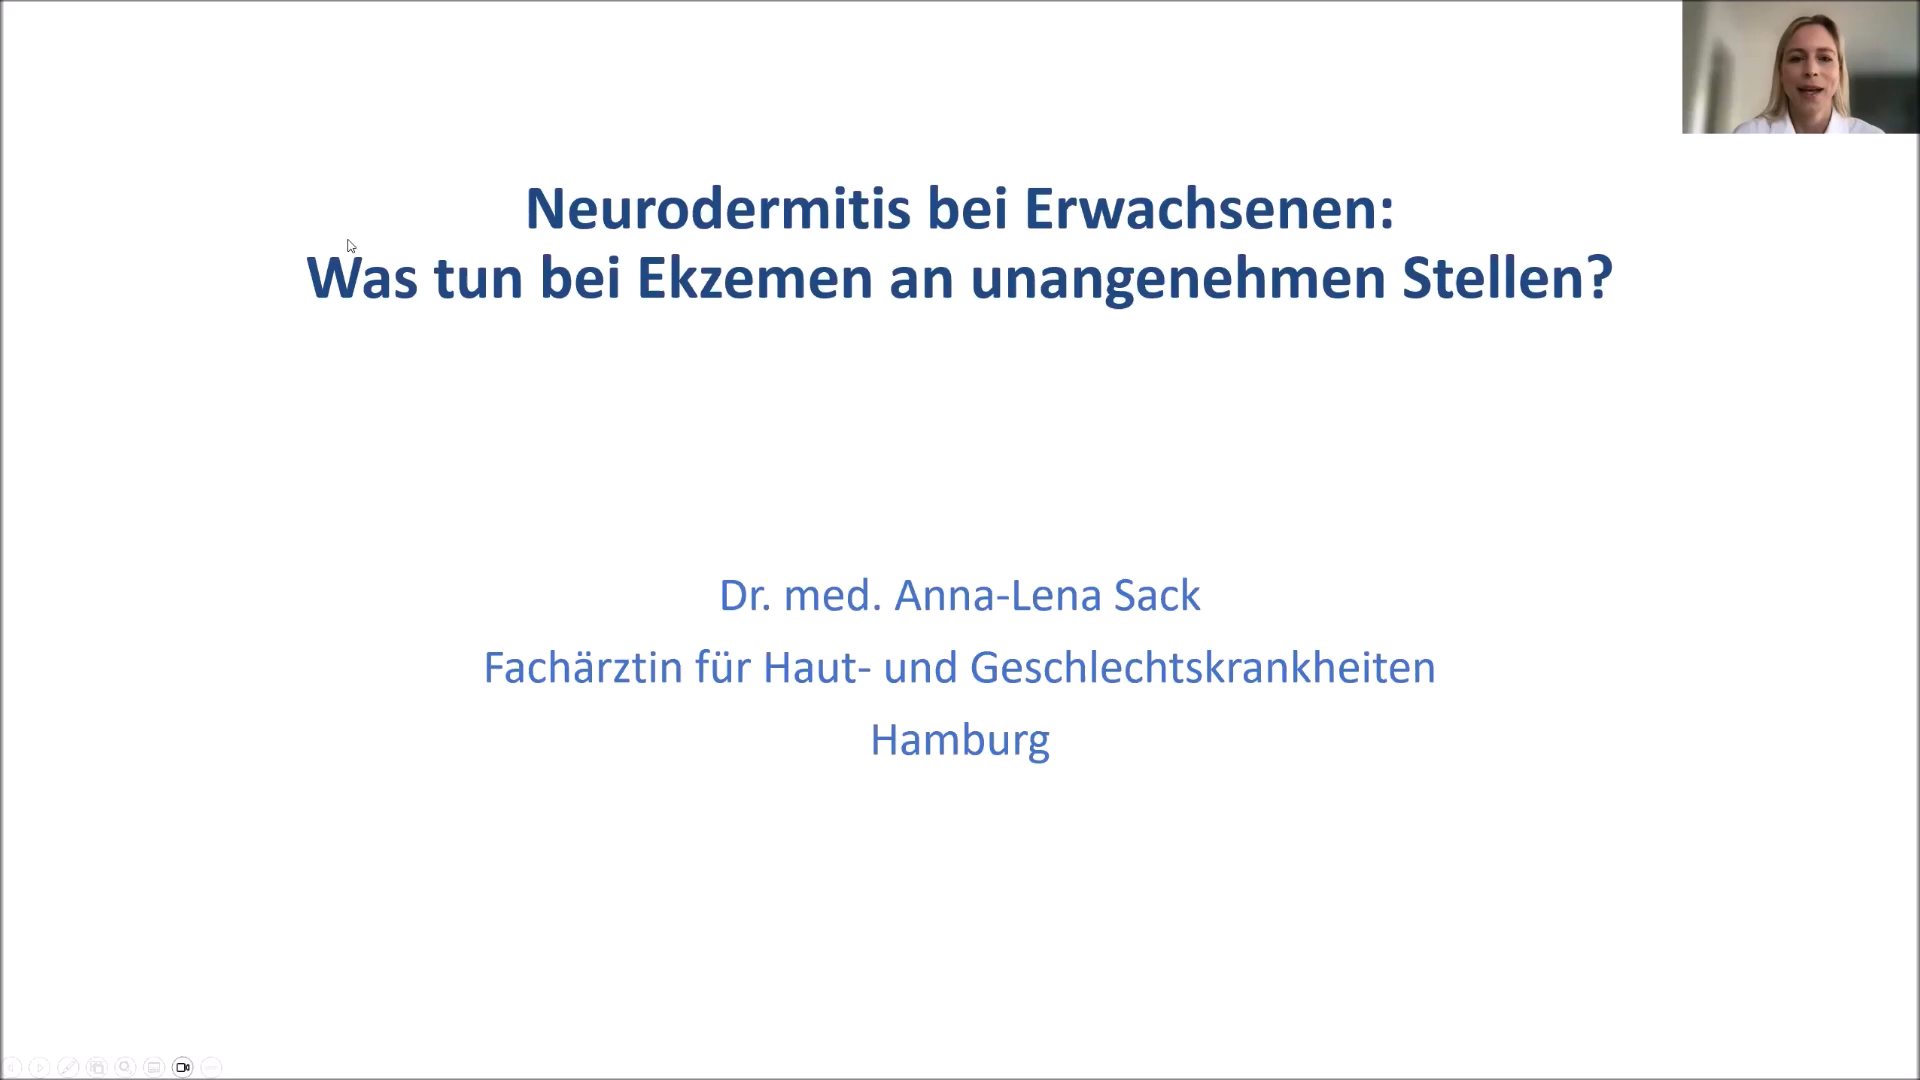 Neurodermitis bei Erwachsenen:
Was tun bei Ekzemen an unangenehmen Stellen?
Dr. med. Anna-Lena Sack
Fachärztin für Haut- und Geschlechtskrankheiten
Hamburg